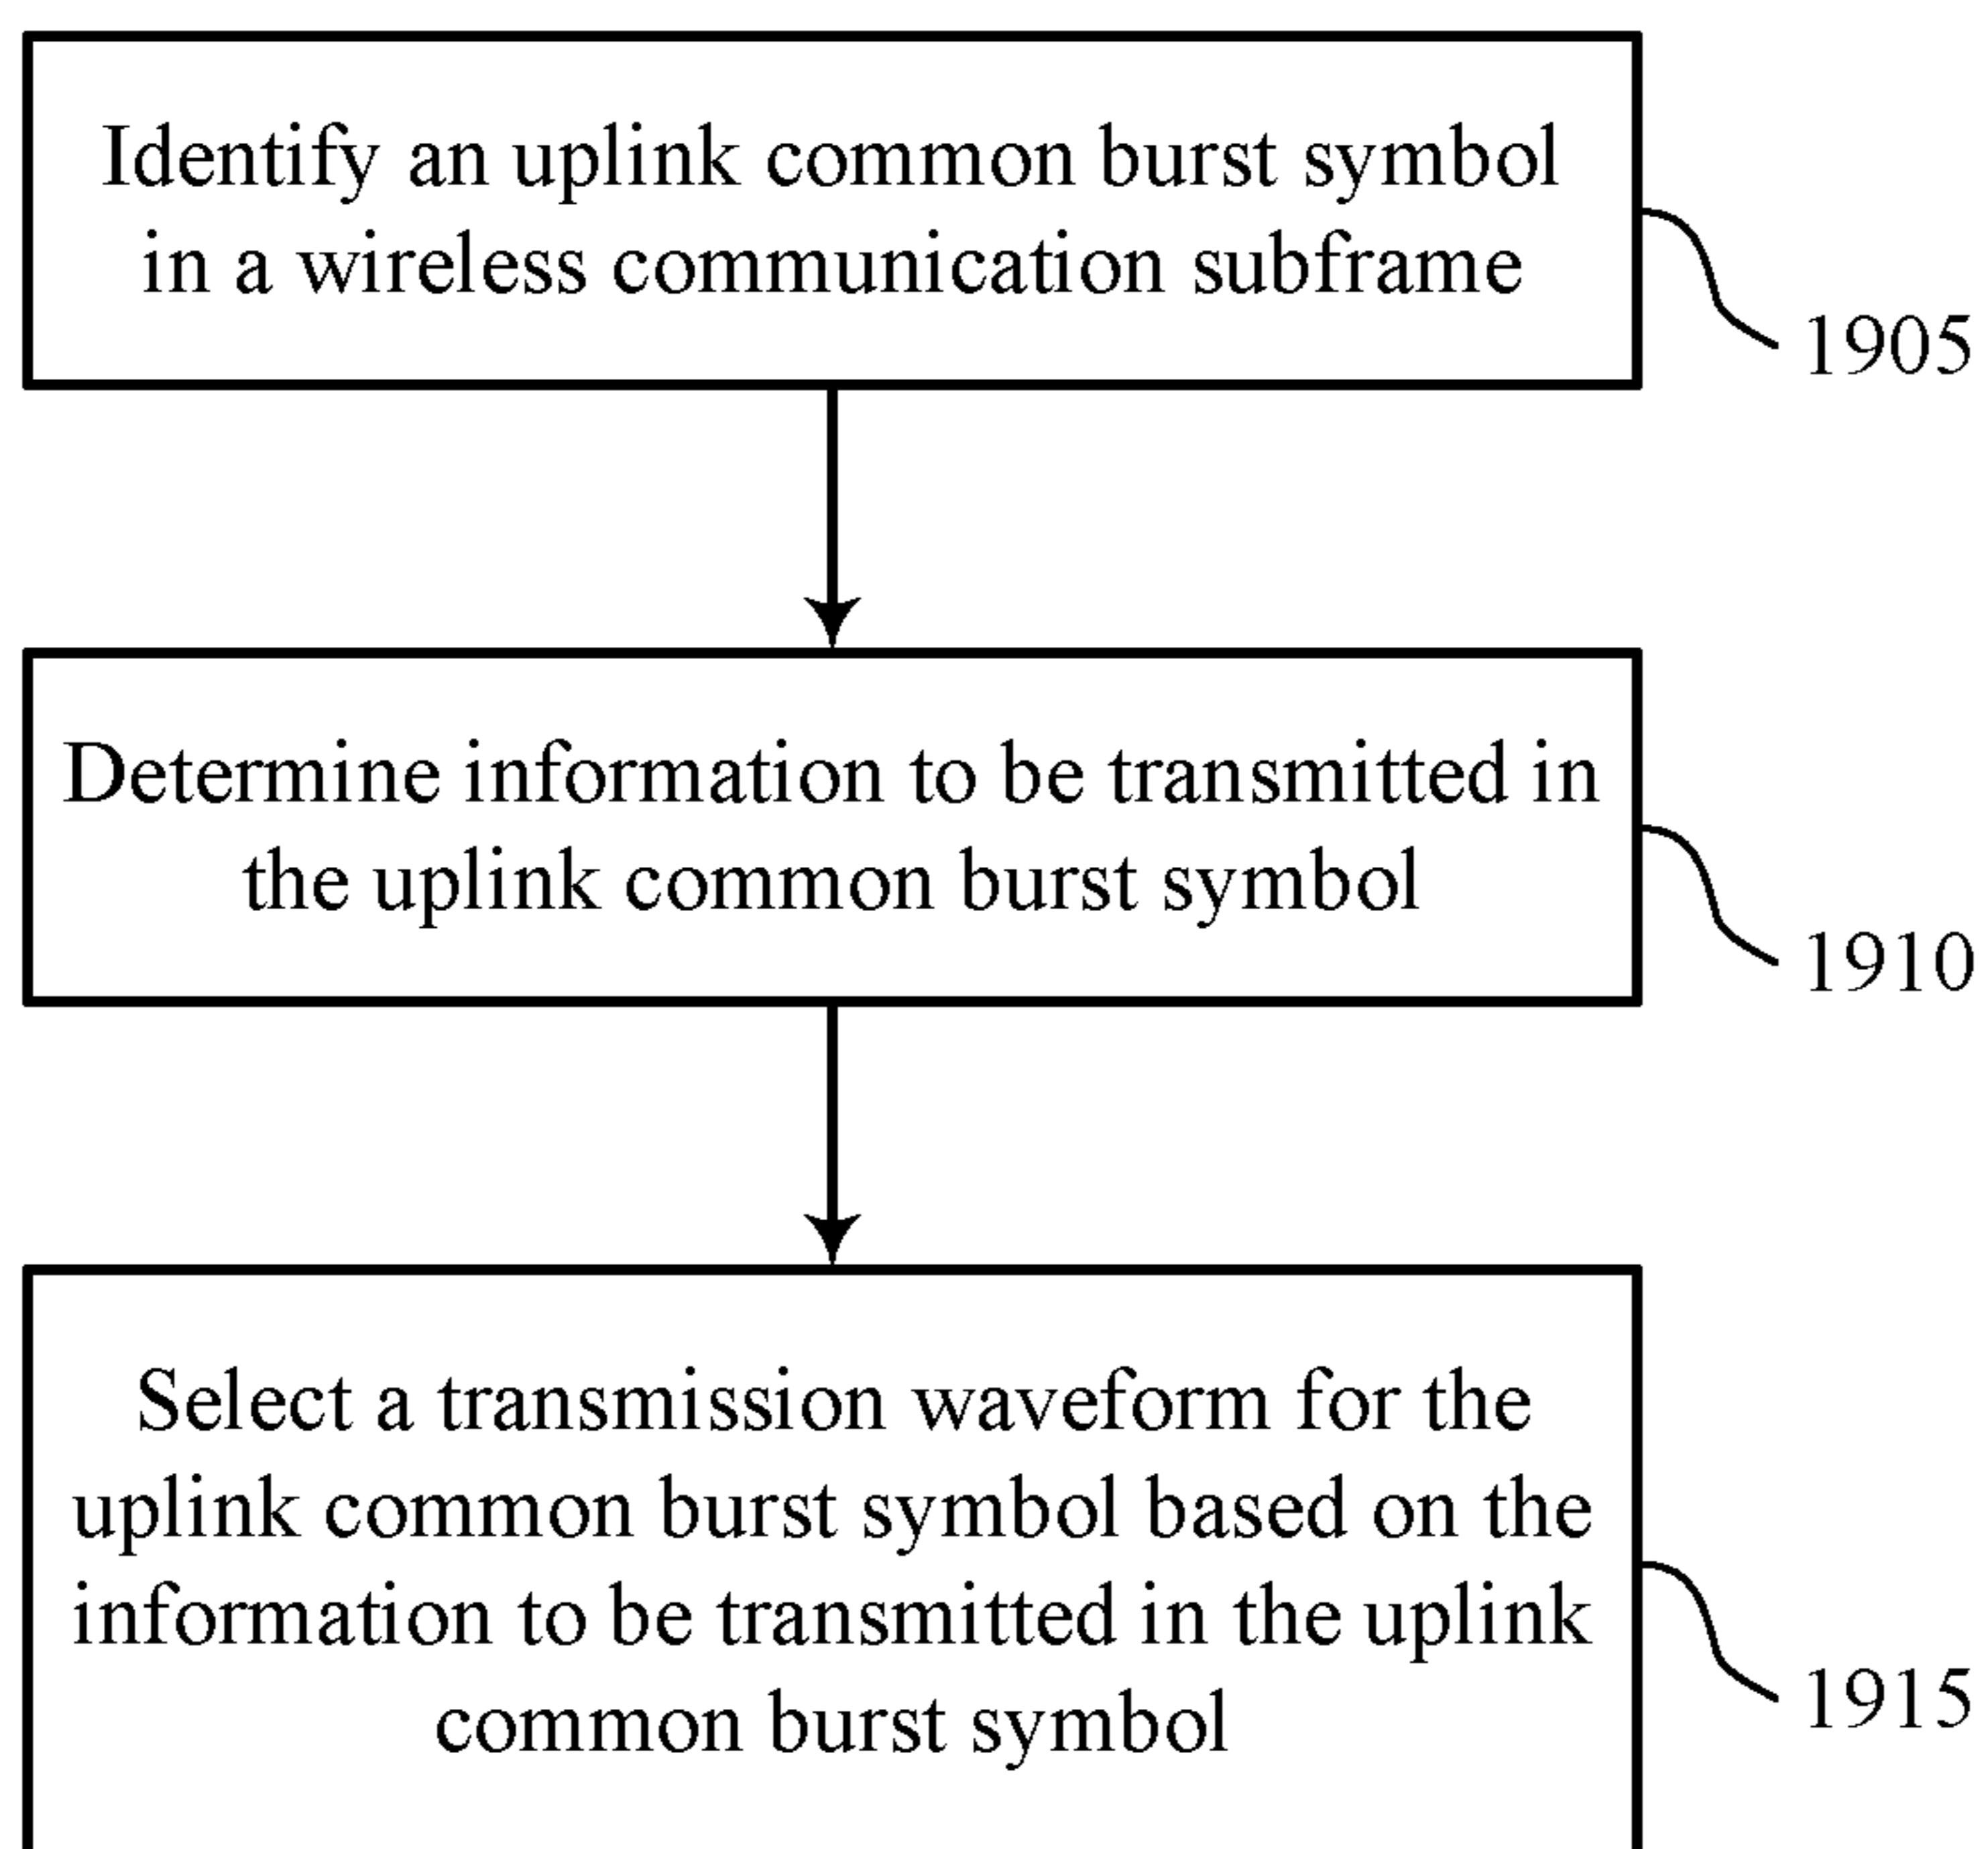 Identify an uplink common burst symbol
in a wireless communication subframe
1905
Determine information to be transmitted in
the uplink common burst symbol
1910
Select a transmission waveform for the
uplink common burst symbol based on the
information to be transmitted in the uplink
common burst symbol
1915